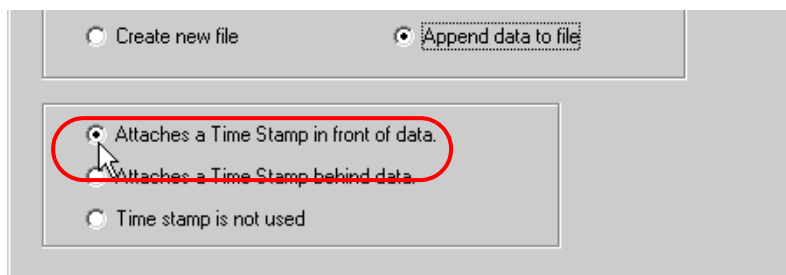 Create new file Append data to file
Attaches a Time Stamp in front of data.
Attaches a Time Stamp behind data.
Time stamp is not used